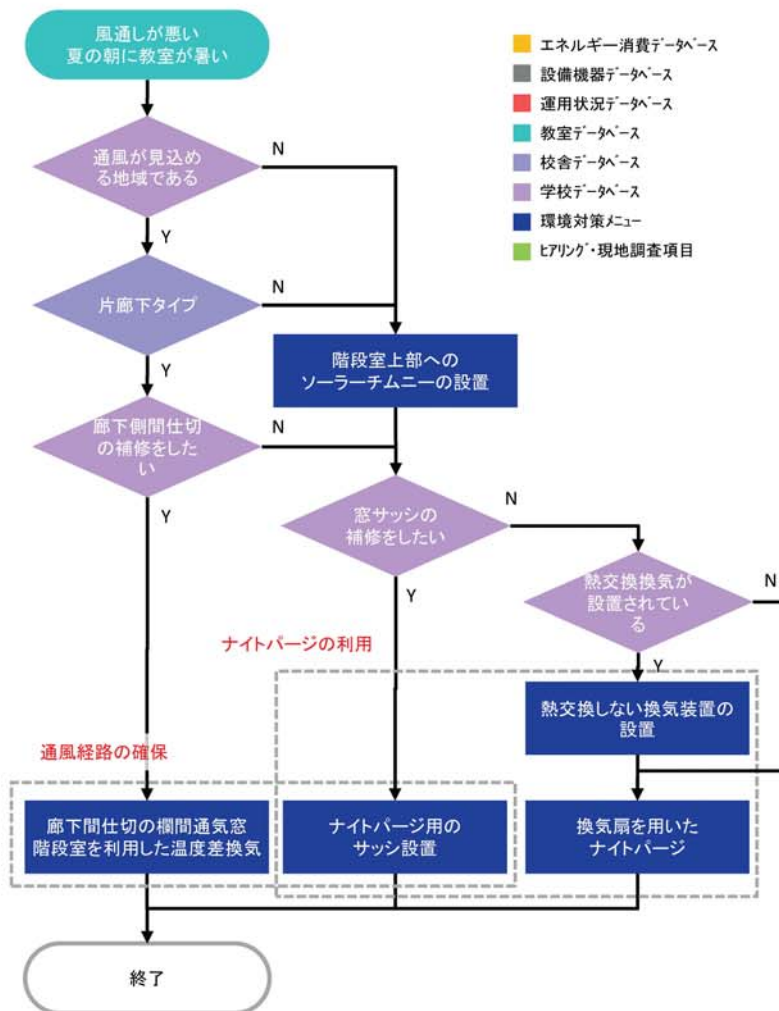 風通しが悪い
夏の朝に教室が暑い
エネルギー消費データベース
設備機器データベース
運用状況データベース
教室データベース
校舎データベース
学校データベース
環境対策メニュー
ヒアリング・現地調査項目
通風が見込め
る地域である
N
Y
片廊下タイプ
N
Y
階段室上部への
ソーラーチムニーの設置
廊下側間仕切
の補修をした
い
N
Y
窓サッシの
補修をしたい
N
Y
熱交換換気が
設置されてい
る
N
Y
ナイトパージの利用
熱交換しない換気装置の
設置
通風経路の確保
廊下間仕切の欄間通気窓
階段室を利用した温度差換気
ナイトパージ用の
サッシ設置
換気扇を用いた
ナイトパージ
終了